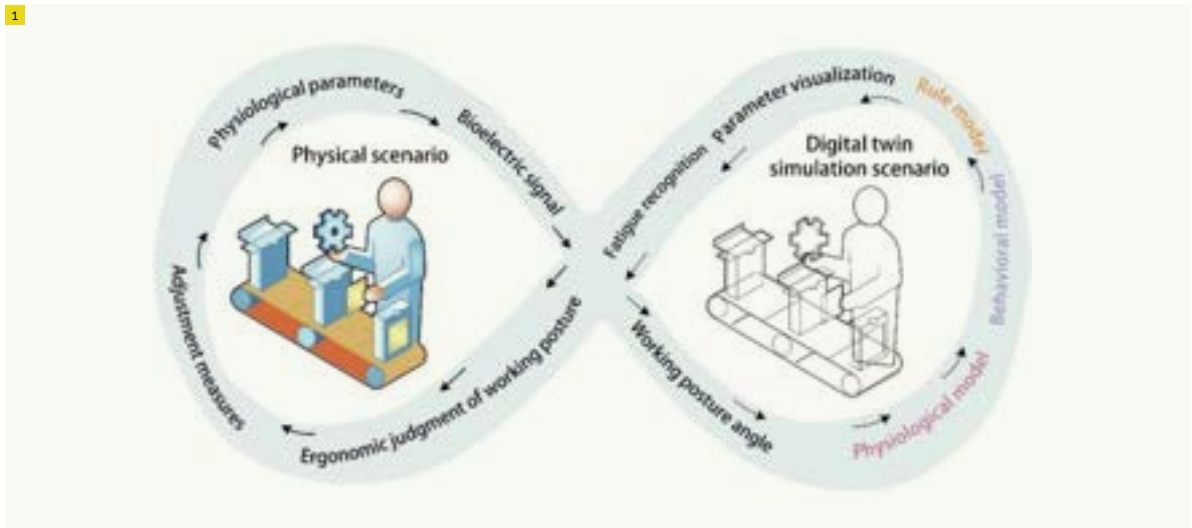 1
Physiological parameters
Bioelectric signal
Physical scenario
Adjustment measures
Ergonomic judgment of working posture
Parameter visualization
Fatigue recognition
Rule model
Digital twin
simulation scenario
Behavioral model
Working posture angle
Physiological model